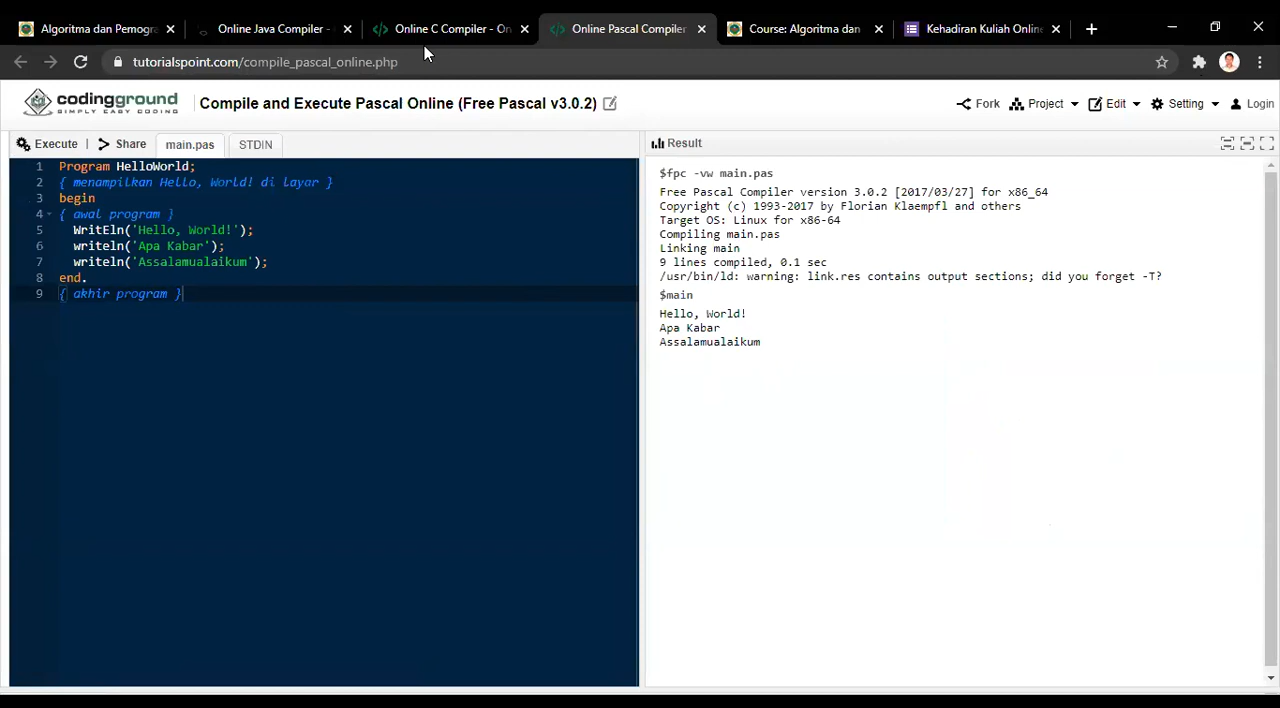 Algoritma dan Pemogra
Online Java Compiler -
Online C Compiler - On
Online Pascal Compiler
Course: Algoritma dan
Kehadiran Kuliah Online
tutorialspoint.com/compile_pascal_online.php
codingground
SIMPLY EASY CODING
Compile and Execute Pascal Online (Free Pascal v3.0.2)
Fork
Project
Edit
Setting
Login
Execute
Share
main.pas
STDIN
Result
1 Program HelloWorld;
2 { menampilkan Hello, World! di layar }
3 begin
4 { awal program }
5 WritEln('Hello, World!');
6 writeln('Apa Kabar');
7 writeln('Assalamualaikum');
8 end.
9 { akhir program }
$fpc -vw main.pas
Free Pascal Compiler version 3.0.2 [2017/03/27] for x86_64
Copyright (c) 1993-2017 by Florian Klaempfl and others
Target OS: Linux for x86-64
Compiling main.pas
Linking main
9 lines compiled, 0.1 sec
/usr/bin/ld: warning: link.res contains output sections; did you forget -T?
$main
Hello, World!
Apa Kabar
Assalamualaikum